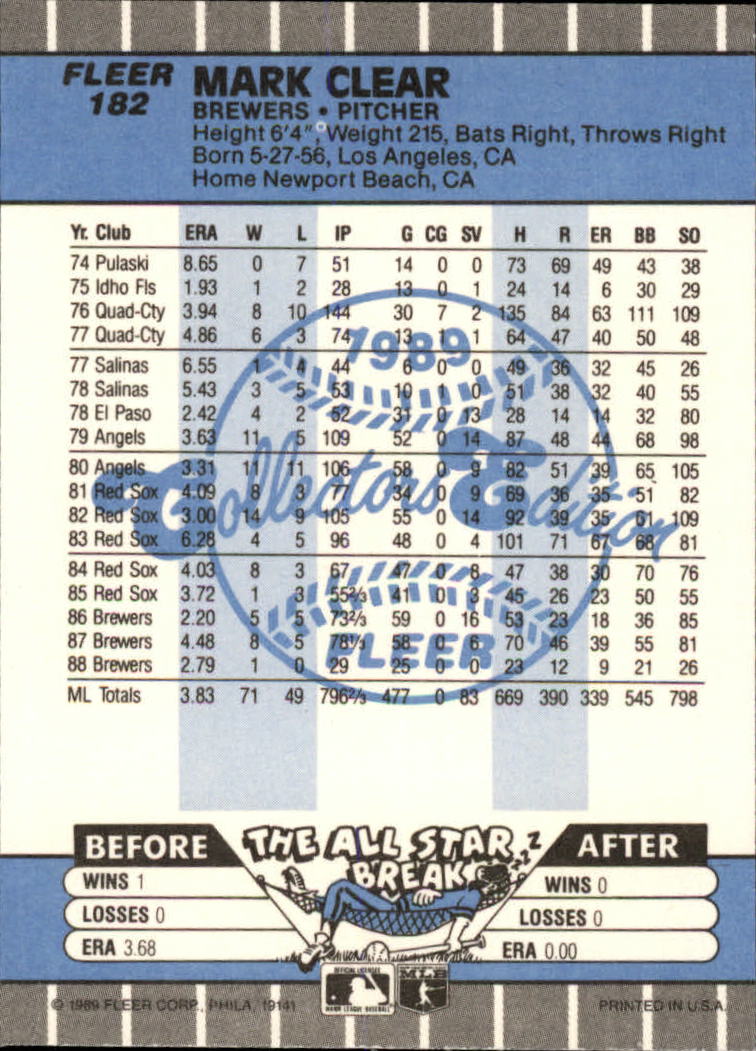 FLEER
182
MARK CLEAR
BREWERS • PITCHER
Height 6'4", Weight 215, Bats Right, Throws Right
Born 5-27-56, Los Angeles, CA
Home Newport Beach, CA
Yr. Club ERA W L IP G CG SV H R ER BB SO
74 Pulaski 8.65 0 7 51 14 0 0 73 69 49 43 38
75 Idho Fls 1.93 1 2 28 13 0 1 24 14 6 30 29
76 Quad-Cty 3.94 8 10 144 30 7 2 135 84 63 111 109
77 Quad-Cty 4.86 6 3 74 13 1 1 64 47 40 50 48
77 Salinas 6.55 1 4 44 6 0 0 49 36 32 45 26
78 Salinas 5.43 3 5 53 10 1 0 51 38 32 40 55
78 El Paso 2.42 4 2 52 31 0 13 28 14 14 32 80
79 Angels 3.63 11 5 109 52 0 14 87 48 44 68 98
80 Angels 3.31 11 11 106 58 0 9 82 51 39 65 105
81 Red Sox 4.09 8 3 77 34 0 9 69 36 35 51 82
82 Red Sox 3.00 14 9 105 55 0 14 92 39 35 61 109
83 Red Sox 6.28 4 5 96 48 0 4 101 71 67 68 81
84 Red Sox 4.03 8 3 67 47 0 8 47 38 30 70 76
85 Red Sox 3.72 1 3 55⅔ 41 0 3 45 26 23 50 55
86 Brewers 2.20 5 5 73⅔ 59 0 16 53 23 18 36 85
87 Brewers 4.48 8 5 78⅓ 58 0 6 70 46 39 55 81
88 Brewers 2.79 1 0 29 25 0 0 23 12 9 21 26
ML Totals 3.83 71 49 796⅔ 477 0 83 669 390 339 545 798
1989
Collectors' Edition
FLEER
BEFORE THE ALL STAR BREAK AFTER
z z Z
WINS 1 WINS 0
LOSSES 0 LOSSES 0
ERA 3.68 ERA 0.00
OFFICIAL LICENSEE
MAJOR LEAGUE BASEBALL
MLB
© 1989 FLEER CORP., PHILA, 19141 PRINTED IN U.S.A.